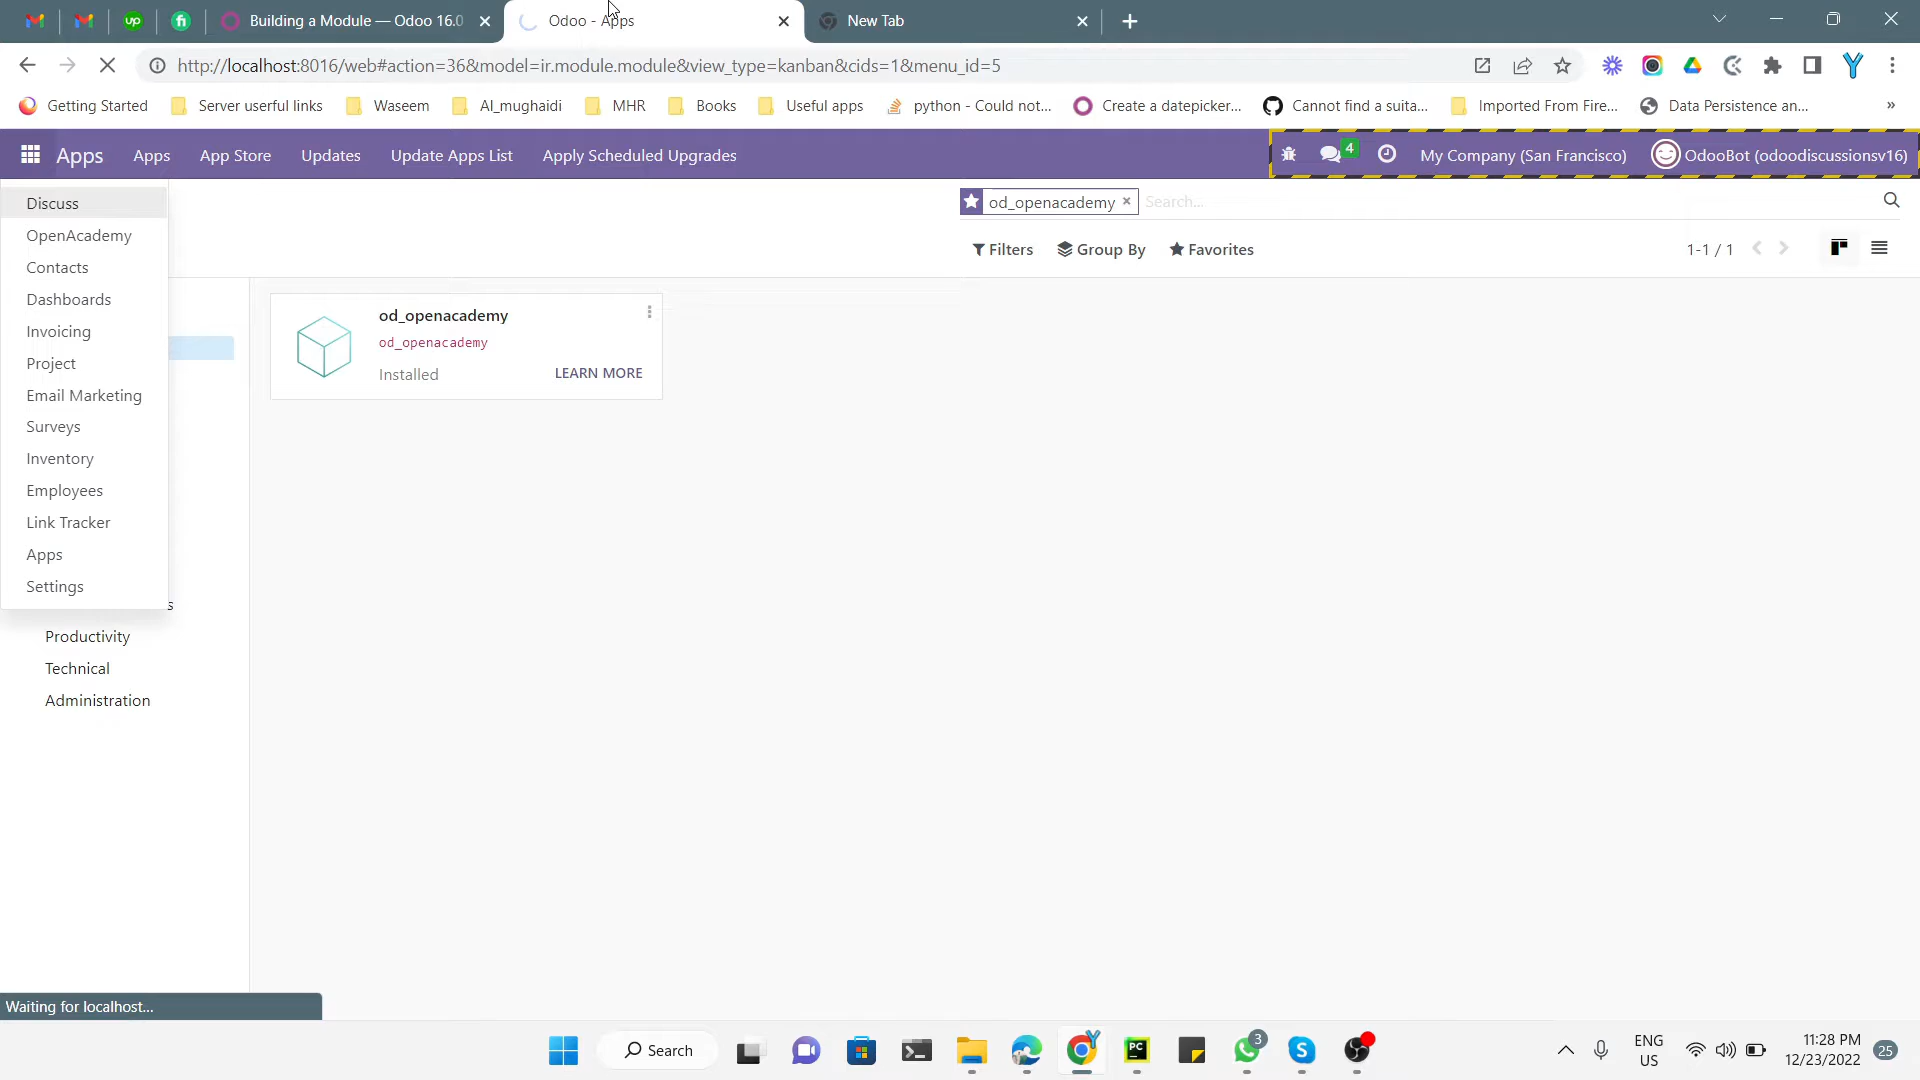 Building a Module — Odoo 16.0
Odoo - Apps
New Tab
http://localhost:8016/web#action=36&model=ir.module.module&view_type=kanban&cids=1&menu_id=5
Getting Started
Server userful links
Waseem
Al_mughaidi
MHR
Books
Useful apps
python - Could not...
Create a datepicker...
Cannot find a suita...
Imported From Fire...
Data Persistence an...
»
Apps
Apps
App Store
Updates
Update Apps List
Apply Scheduled Upgrades
4
My Company (San Francisco)
OdooBot (odoodiscussionsv16)
Discuss
OpenAcademy
Contacts
Dashboards
Invoicing
Project
Email Marketing
Surveys
Inventory
Employees
Link Tracker
Apps
Settings
s
Productivity
Technical
Administration
od_openacademy
Search...
Filters
Group By
Favorites
1-1 / 1
od_openacademy
od_openacademy
Installed
LEARN MORE
Waiting for localhost...
Search
PC
3
ENG
US
11:28 PM
12/23/2022
25